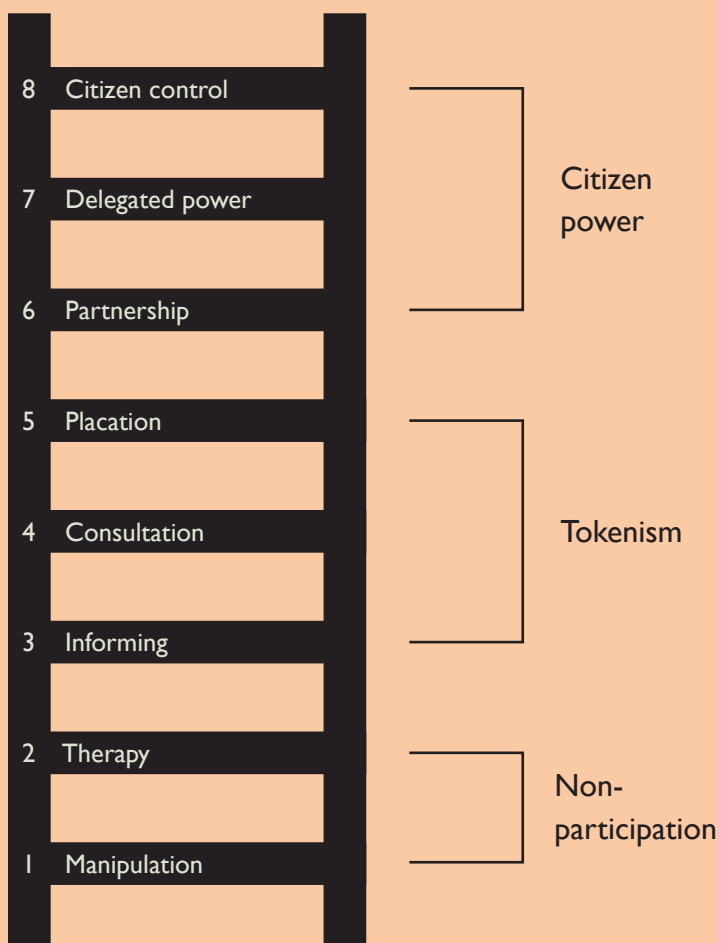 8 Citizen control
7 Delegated power
6 Partnership
5 Placation
4 Consultation
3 Informing
2 Therapy
1 Manipulation
Citizen
power
Tokenism
Non-
participation